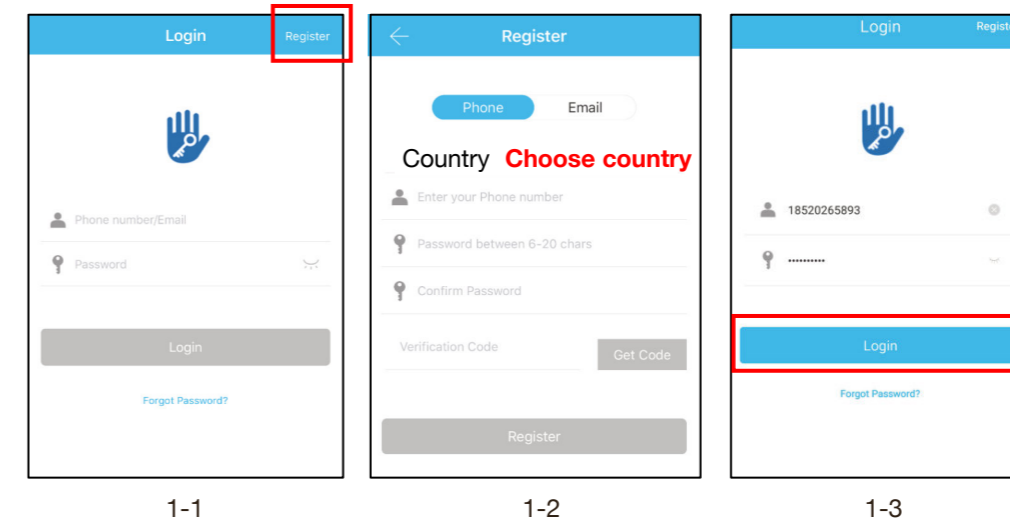 Login
Register
Phone number/Email
Password
Login
Forgot Password?
1-1
Register
Phone
Email
Country Choose country
Enter your Phone number
Password between 6-20 chars
Confirm Password
Verification Code
Get Code
Register
1-2
Login
18520265893
••••••••••
Login
Forgot Password?
1-3